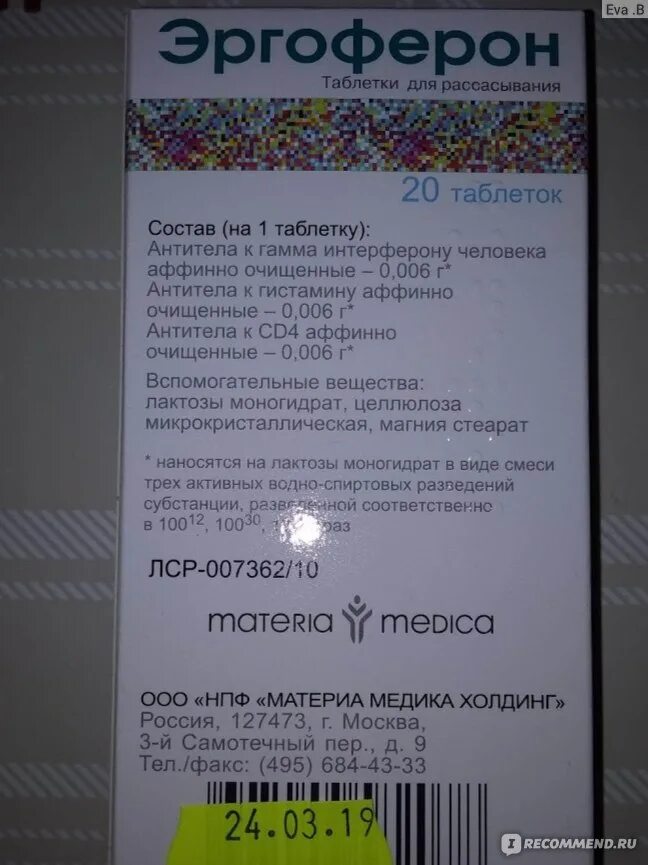 Eva .B
Эргоферон
Таблетки для рассасывания
20 таблеток
Состав (на 1 таблетку):
Антитела к гамма интерферону человека
аффинно очищенные – 0,006 г*
Антитела к гистамину аффинно
очищенные – 0,006 г*
Антитела к CD4 аффинно
очищенные – 0,006 г*
Вспомогательные вещества:
лактозы моногидрат, целлюлоза
микрокристаллическая, магния стеарат
* наносятся на лактозы моногидрат в виде смеси
трех активных водно-спиртовых разведений
субстанции, разведенной соответственно
в 100¹², 100³⁰, раз
ЛСР-007362/10
materia medica
ООО «НПФ «МАТЕРИА МЕДИКА ХОЛДИНГ»
Россия, 127473, г. Москва,
3-й Самотечный пер., д. 9
Тел./факс: (495) 684-43-33
24.03.19
IRECOMMEND.RU